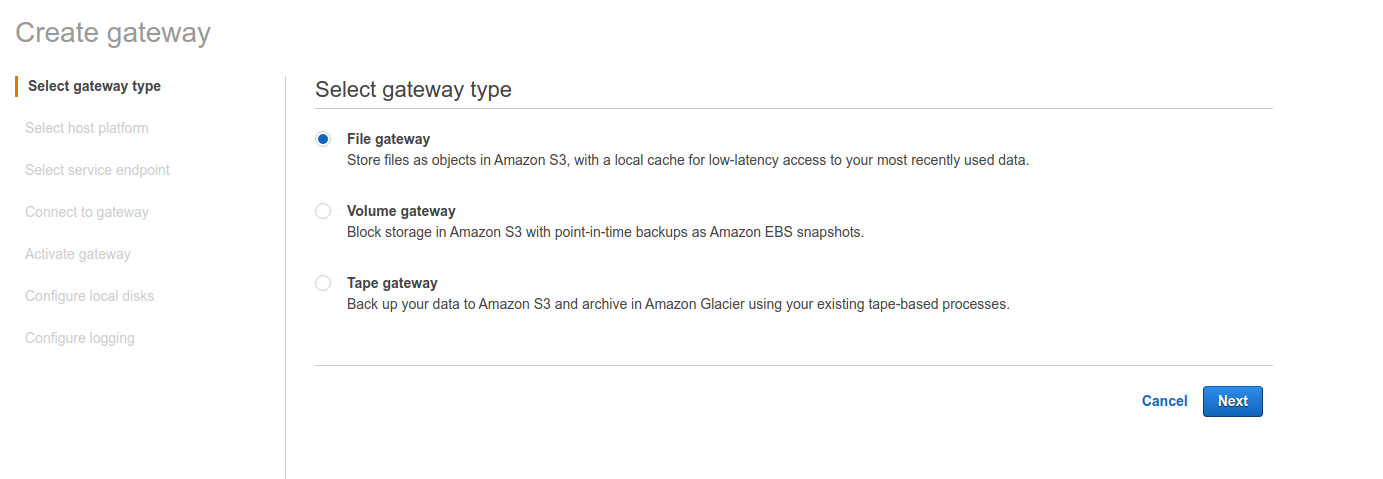 Create gateway
Select gateway type
Select host platform
Select service endpoint
Connect to gateway
Activate gateway
Configure local disks
Configure logging
Select gateway type
File gateway
Store files as objects in Amazon S3, with a local cache for low-latency access to your most recently used data.
Volume gateway
Block storage in Amazon S3 with point-in-time backups as Amazon EBS snapshots.
Tape gateway
Back up your data to Amazon S3 and archive in Amazon Glacier using your existing tape-based processes.
Cancel
Next